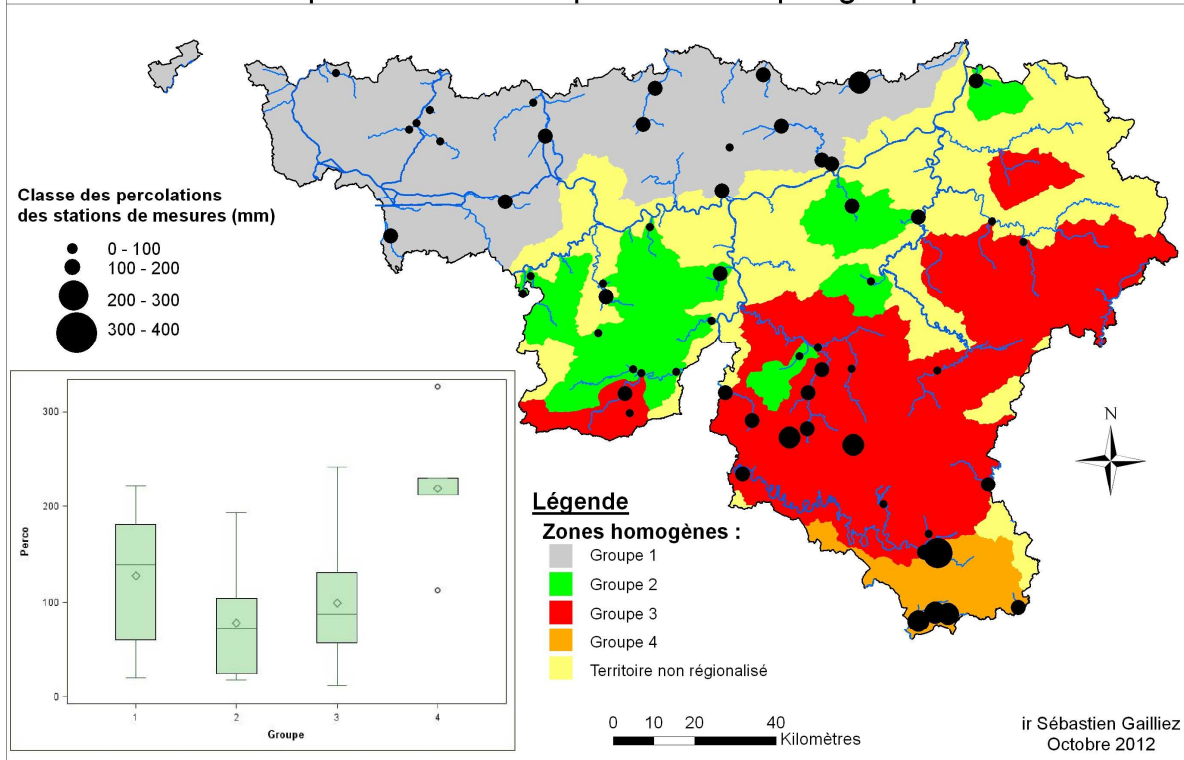 Classe des percolations
des stations de mesures (mm)
0 - 100
100 - 200
200 - 300
300 - 400
Perco
300
200
100
0
1 2 3 4
Groupe
Légende
Zones homogènes :
Groupe 1
Groupe 2
Groupe 3
Groupe 4
Territoire non régionalisé
N
0 10 20 40
Kilomètres
ir Sébastien Gailliez
Octobre 2012